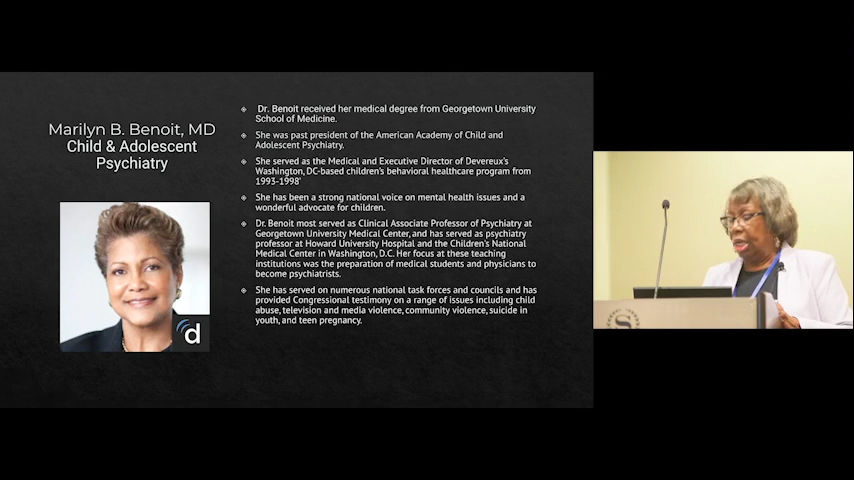 Marilyn B. Benoit, MD
Child & Adolescent
Psychiatry
d
Dr. Benoit received her medical degree from Georgetown University
School of Medicine.
She was past president of the American Academy of Child and
Adolescent Psychiatry.
She served as the Medical and Executive Director of Devereux's
Washington, DC-based children's behavioral healthcare program from
1993-1998'
She has been a strong national voice on mental health issues and a
wonderful advocate for children.
Dr. Benoit most served as Clinical Associate Professor of Psychiatry at
Georgetown University Medical Center, and has served as psychiatry
professor at Howard University Hospital and the Children's National
Medical Center in Washington, D.C. Her focus at these teaching
institutions was the preparation of medical students and physicians to
become psychiatrists.
She has served on numerous national task forces and councils and has
provided Congressional testimony on a range of issues including child
abuse, television and media violence, community violence, suicide in
youth, and teen pregnancy.
S